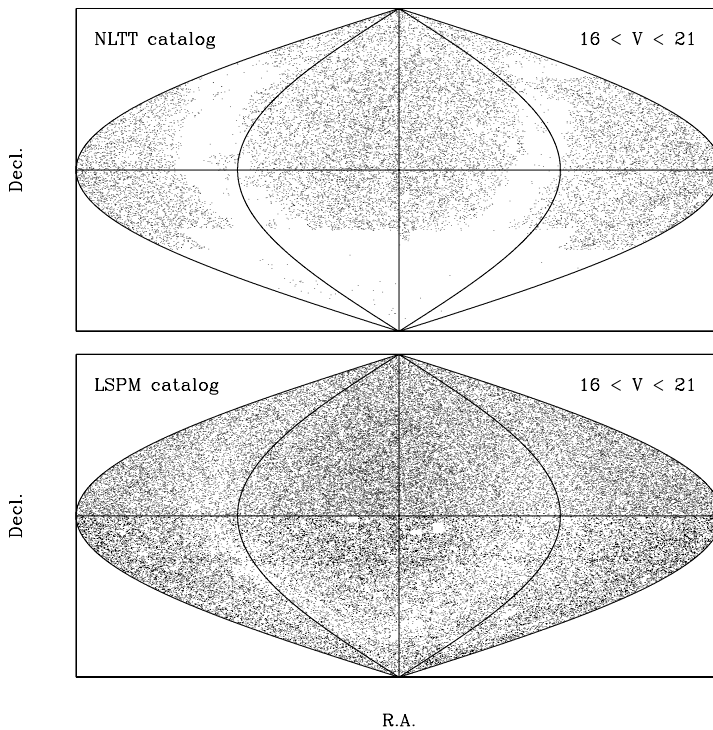 NLTT catalog
16 < V < 21
Decl.
LSPM catalog
16 < V < 21
Decl.
R.A.